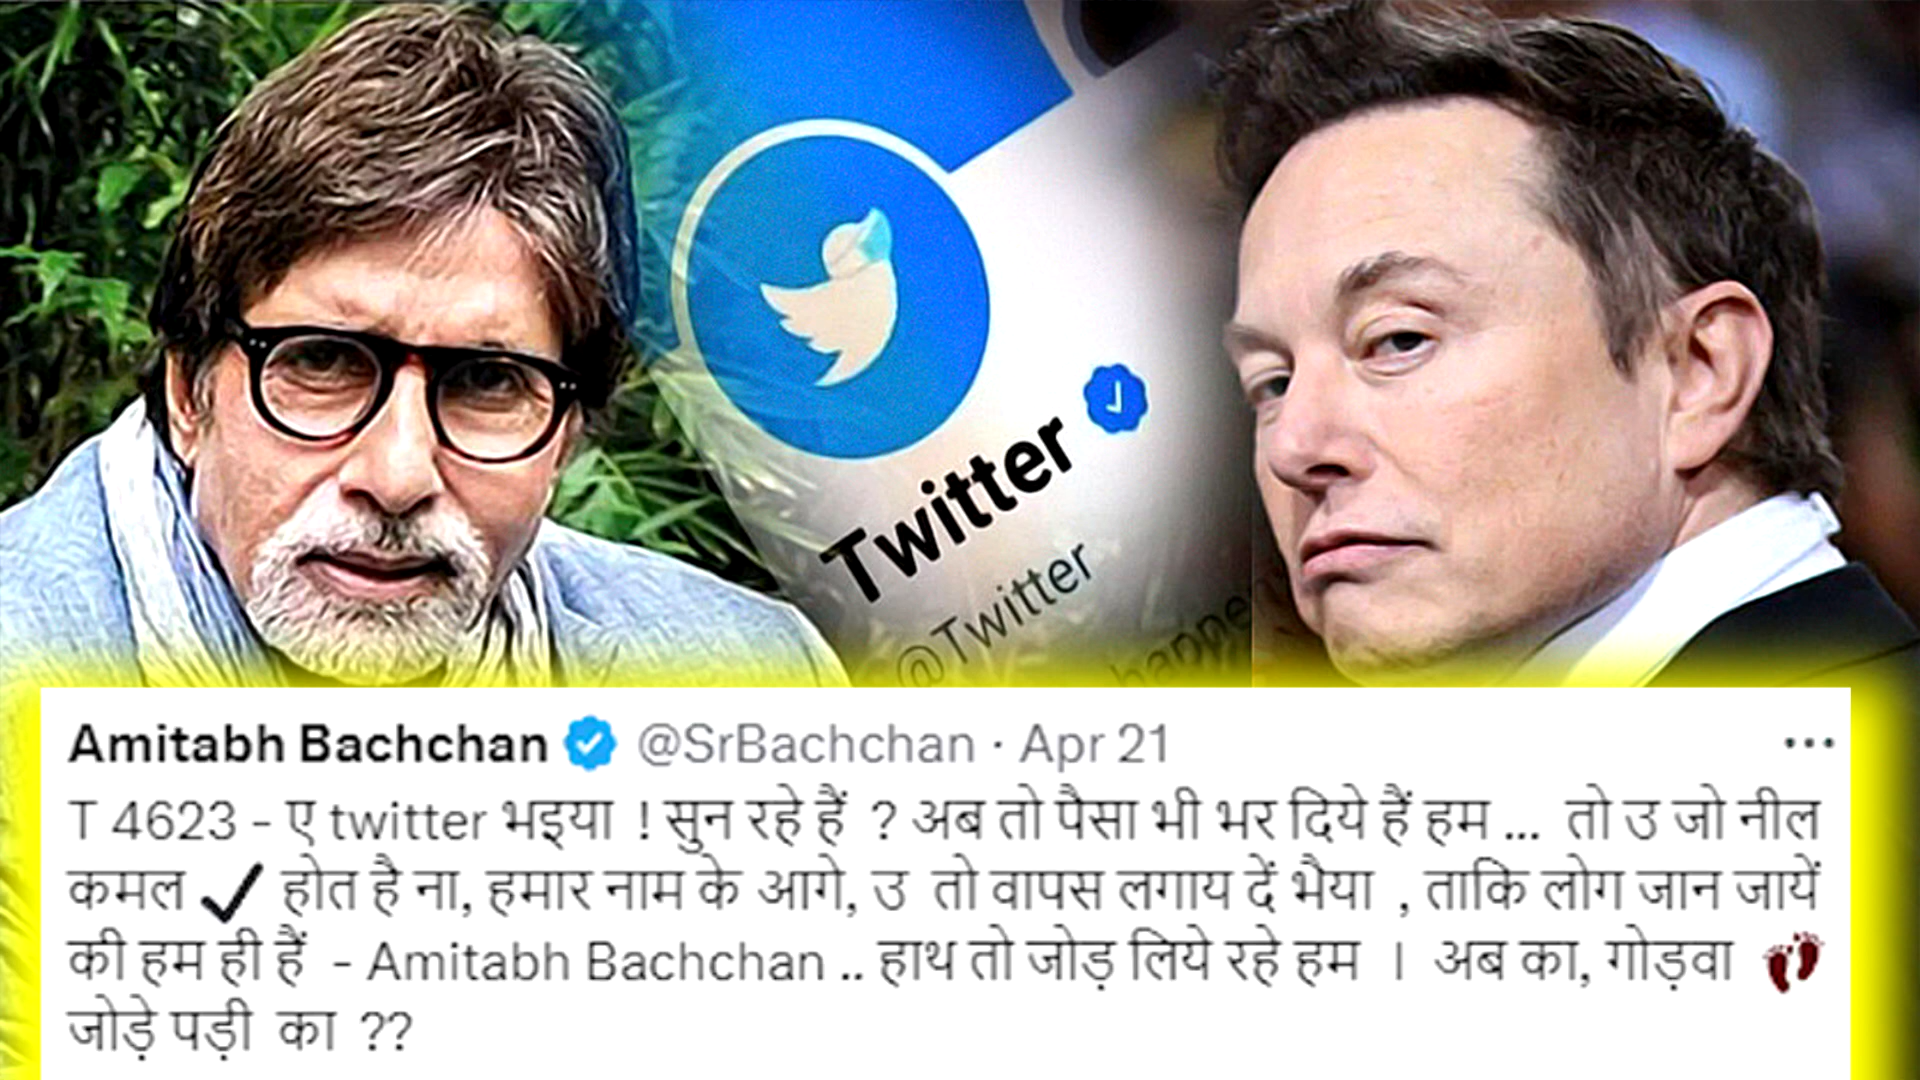 Twitter
@Twitter
happe
Amitabh Bachchan @SrBachchan · Apr 21
T 4623 - ए twitter भइया ! सुन रहे हैं ? अब तो पैसा भी भर दिये हैं हम ... तो उ जो नील
कमल ✔ होत है ना, हमार नाम के आगे, उ तो वापस लगाय दें भैया , ताकि लोग जान जायें
की हम ही हैं - Amitabh Bachchan .. हाथ तो जोड़ लिये रहे हम । अब का, गोड़वा 👣
जोड़े पड़ी का ??